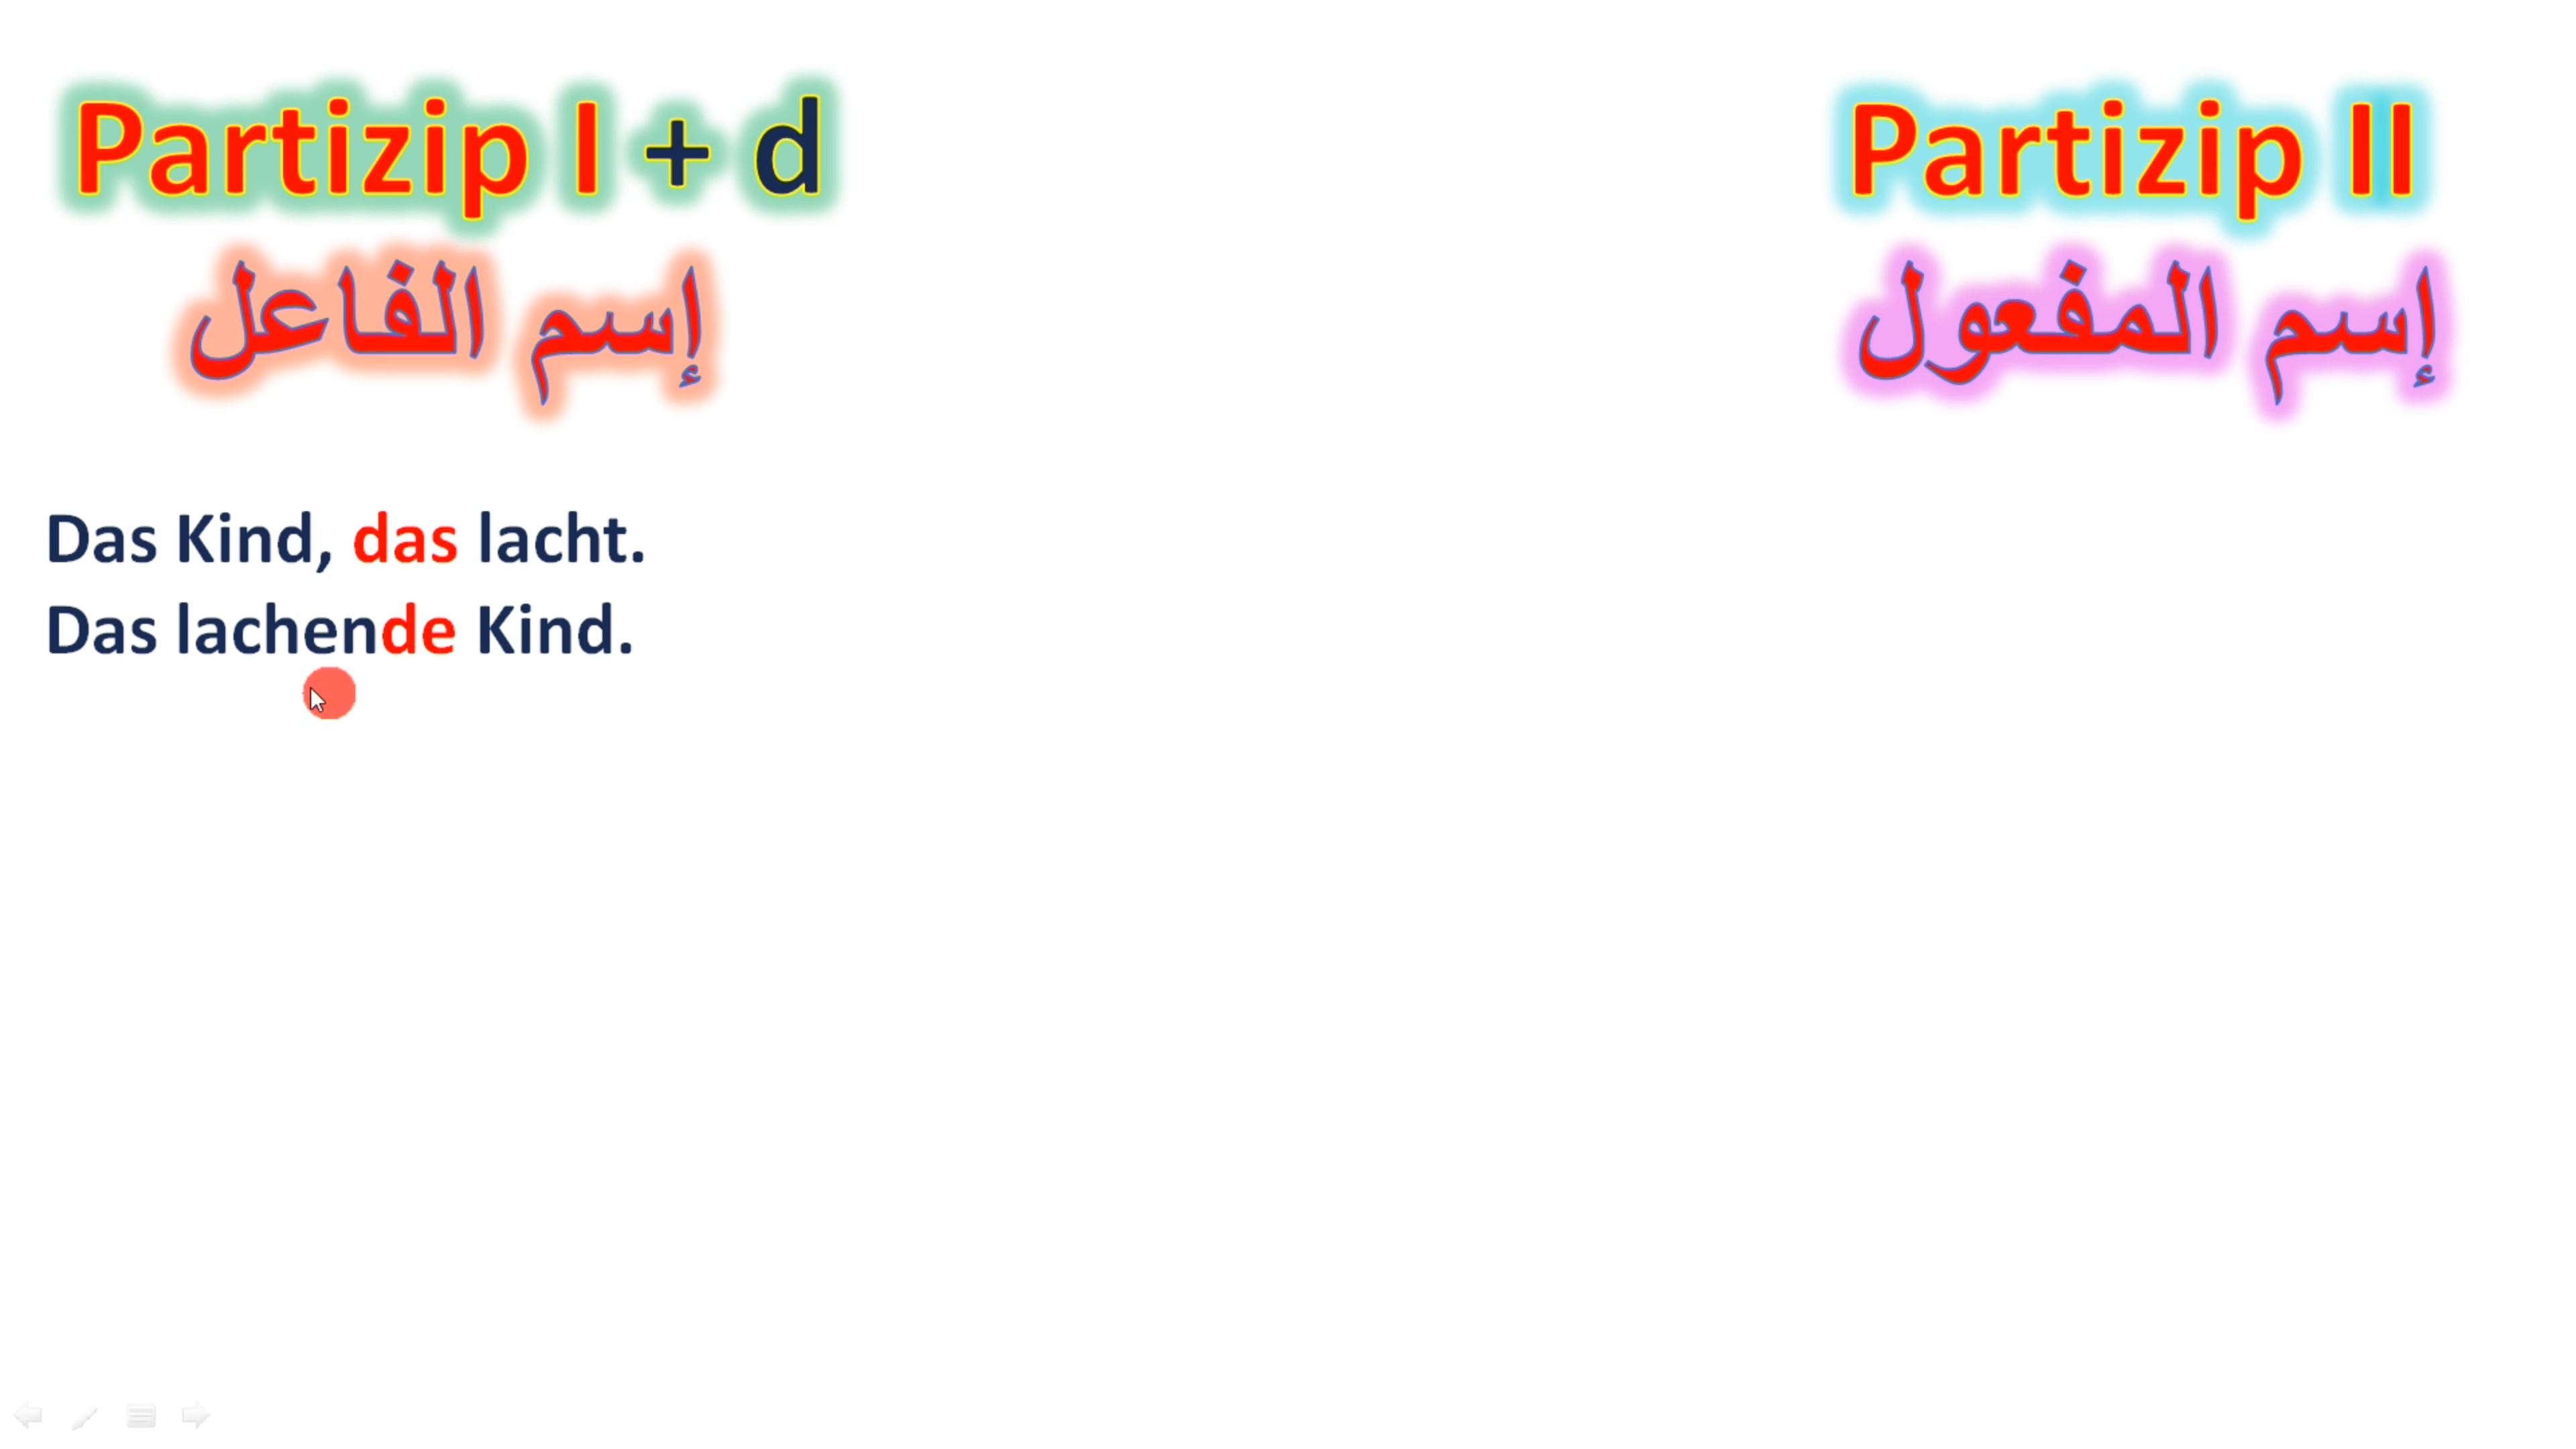 Partizip I + d
إسم الفاعل
Partizip II
إسم المفعول
Das Kind, das lacht.
Das lachende Kind.